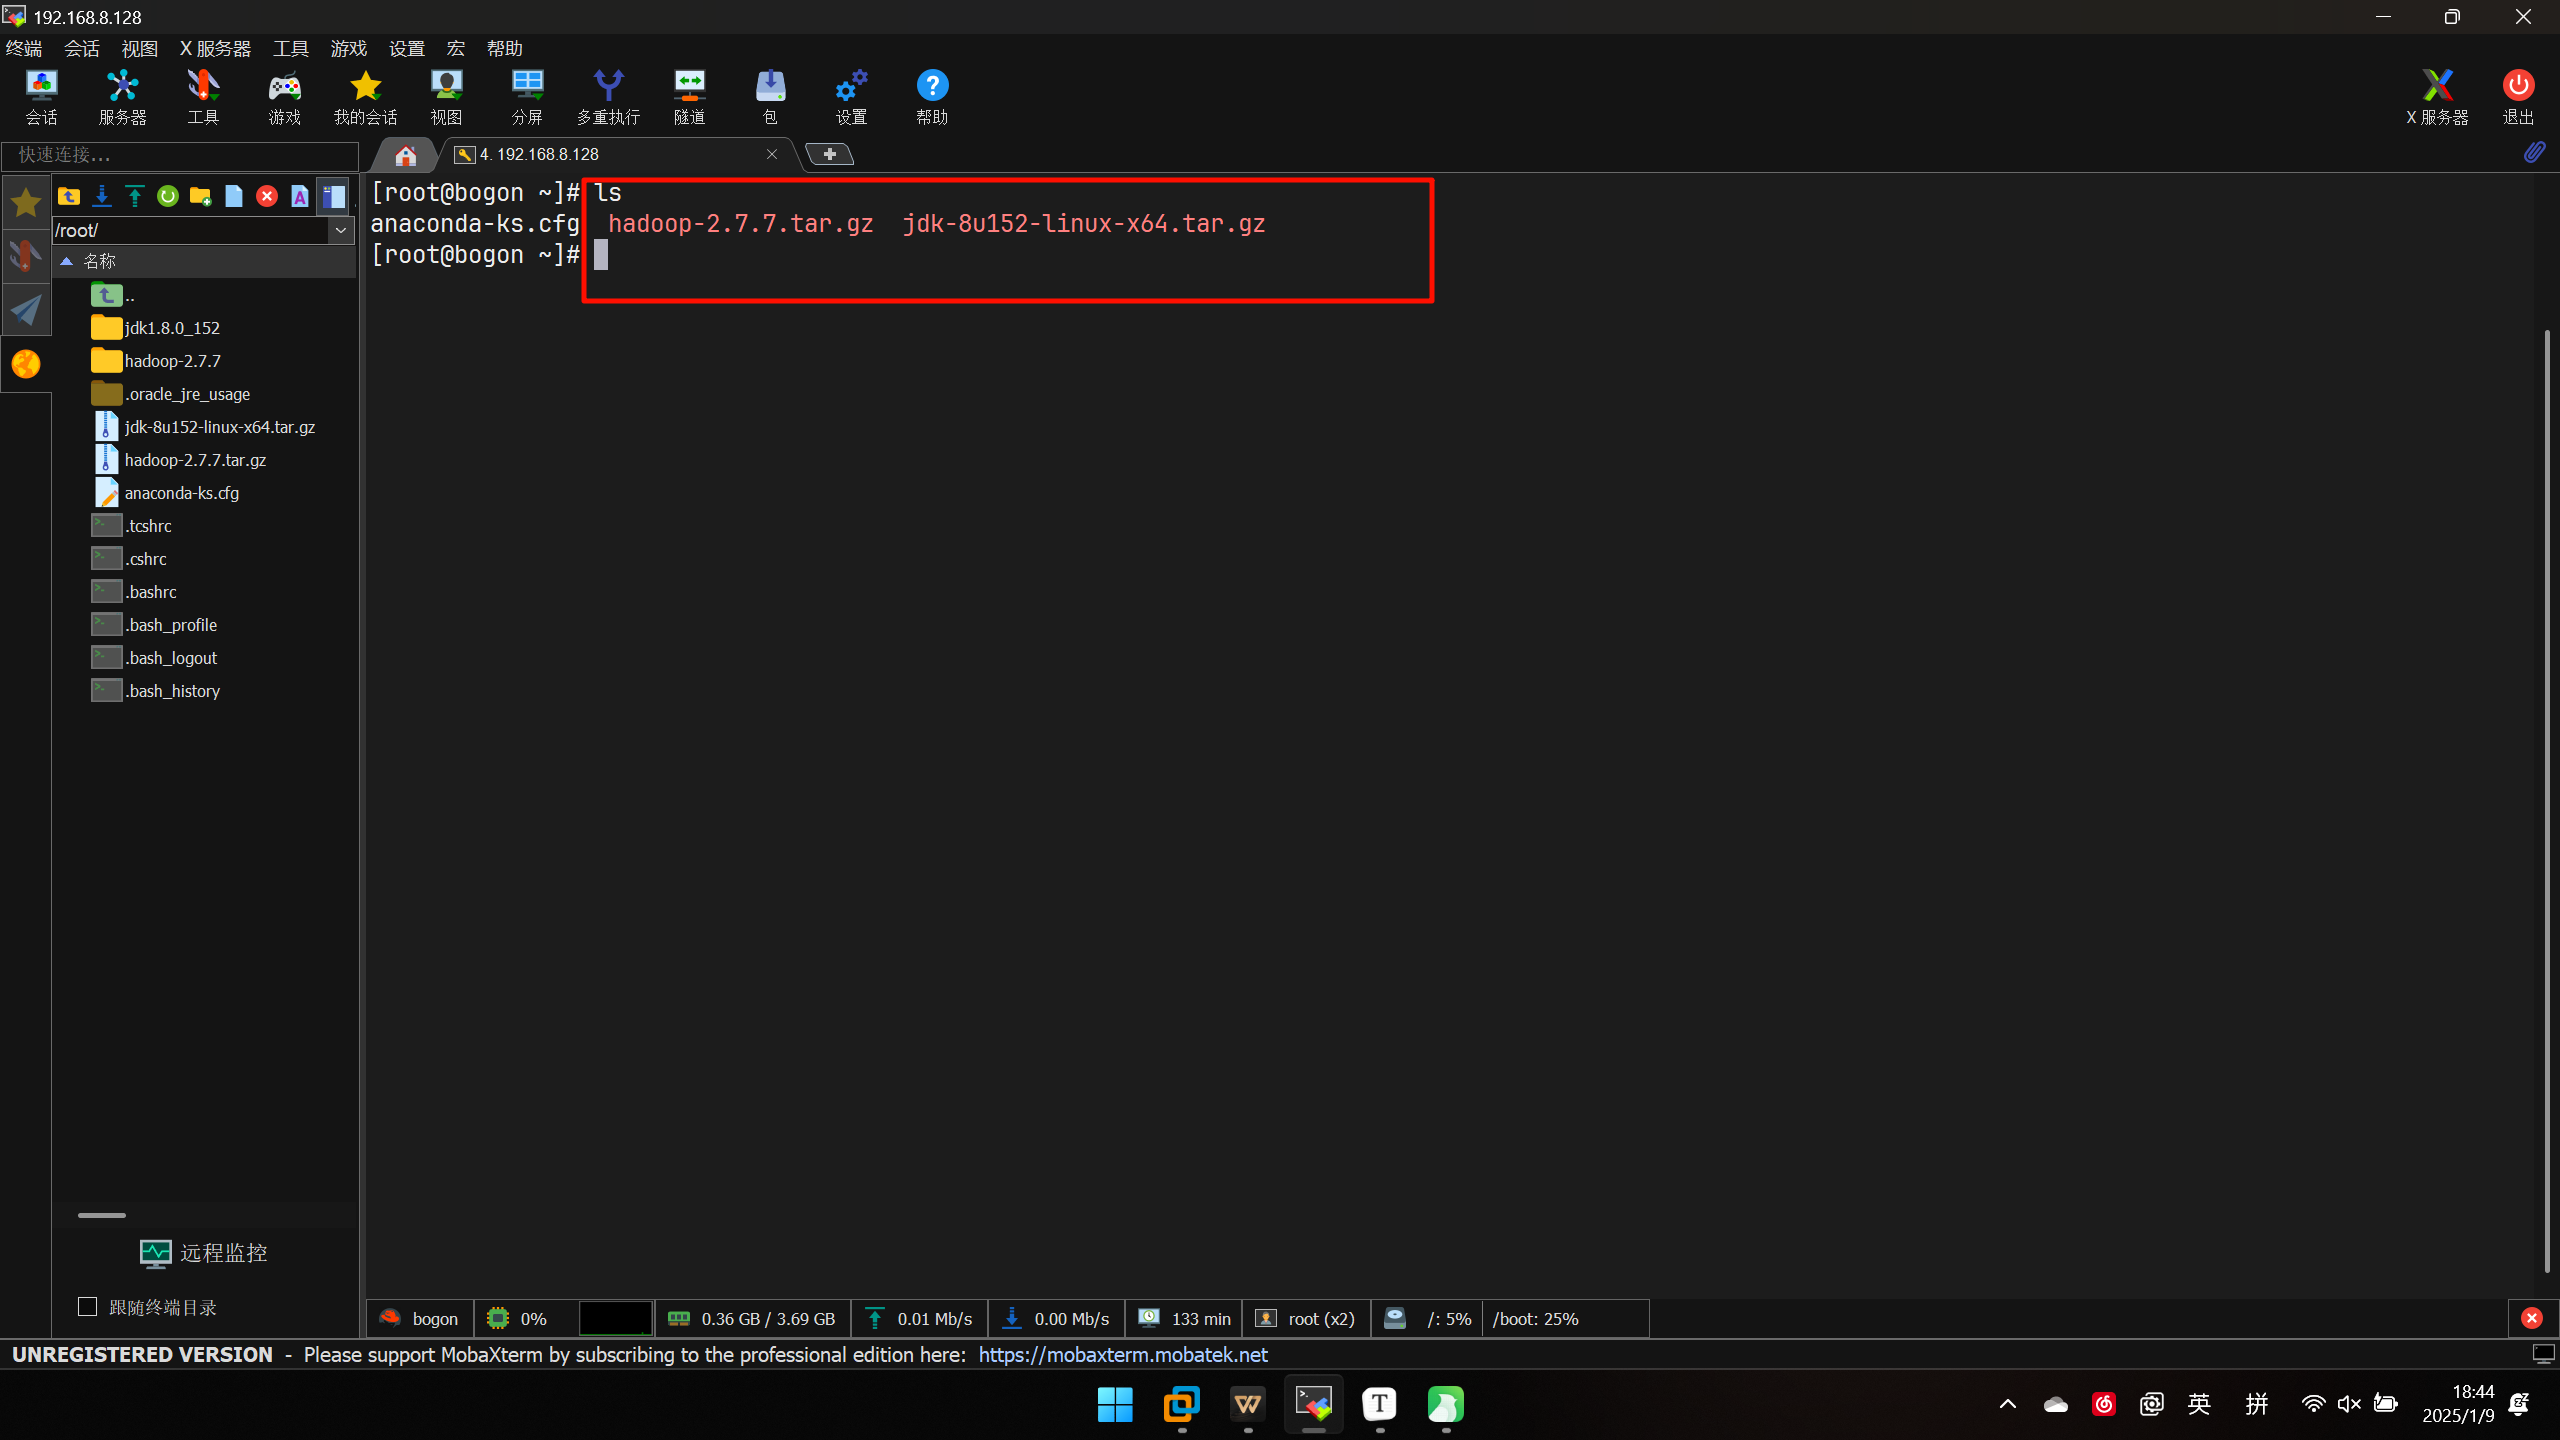 192.168.8.128
终端 会话 视图 X 服务器 工具 游戏 设置 宏 帮助
会话 服务器 工具 游戏 我的会话 视图 分屏 多重执行 隧道 包 设置 帮助 X 服务器 退出
快速连接...
4. 192.168.8.128
/root/
名称
..
jdk1.8.0_152
hadoop-2.7.7
.oracle_jre_usage
jdk-8u152-linux-x64.tar.gz
hadoop-2.7.7.tar.gz
anaconda-ks.cfg
.tcshrc
.cshrc
.bashrc
.bash_profile
.bash_logout
.bash_history
远程监控
跟随终端目录
[root@bogon ~]# ls
anaconda-ks.cfg hadoop-2.7.7.tar.gz jdk-8u152-linux-x64.tar.gz
[root@bogon ~]#
bogon 0% 0.36 GB / 3.69 GB 0.01 Mb/s 0.00 Mb/s 133 min root (x2) /: 5% /boot: 25%
UNREGISTERED VERSION - Please support MobaXterm by subscribing to the professional edition here: https://mobaxterm.mobatek.net
英 拼 18:44
2025/1/9